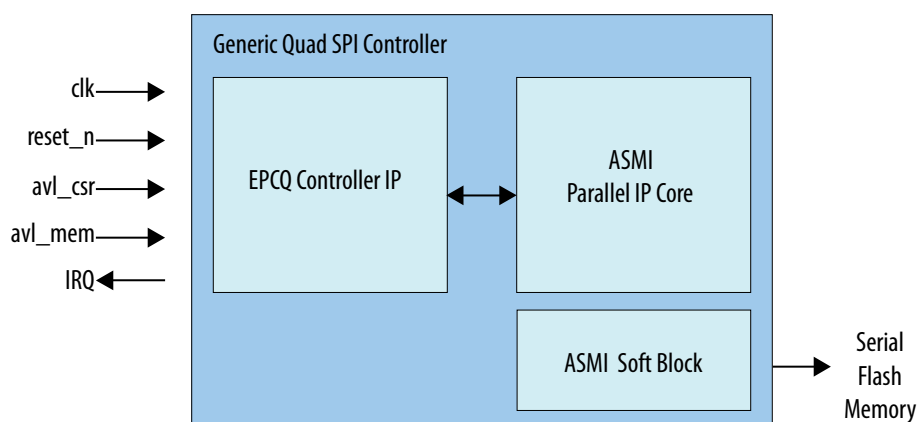 Generic Quad SPI Controller
clk
reset_n
avl_csr
avl_mem
IRQ
EPCQ Controller IP
ASMI
Parallel IP Core
ASMI Soft Block
Serial
Flash
Memory